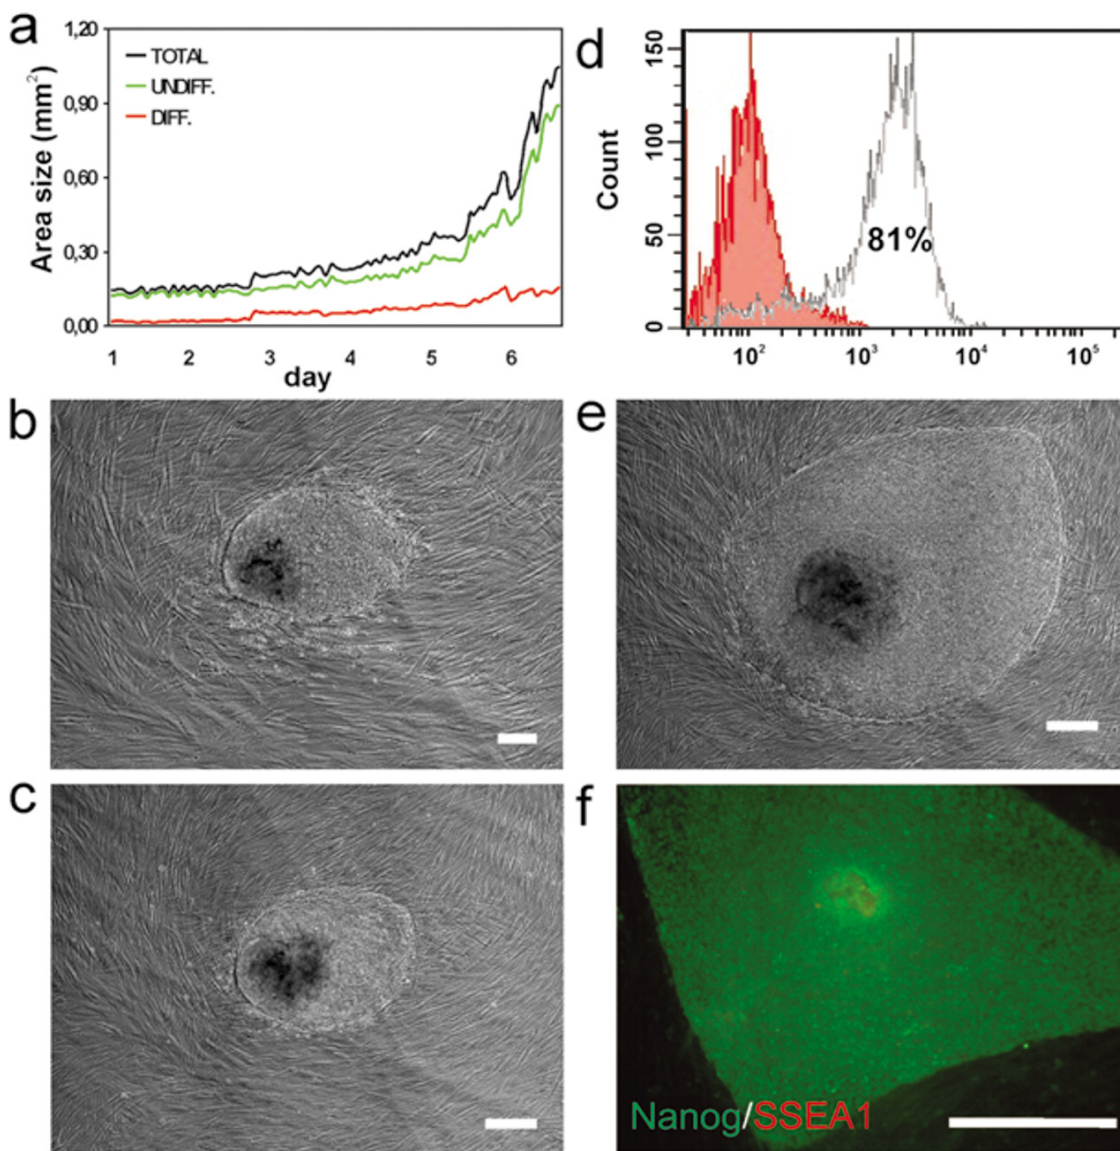 a
1,20
0,90
0,60
0,30
0,00
Area size (mm²)
TOTAL
UNDIFF.
DIFF.
1 2 3 4 5 6
day
d
150
100
50
0
Count
81%
10² 10³ 10⁴ 10⁵
b
e
c
f
Nanog/SSEA1